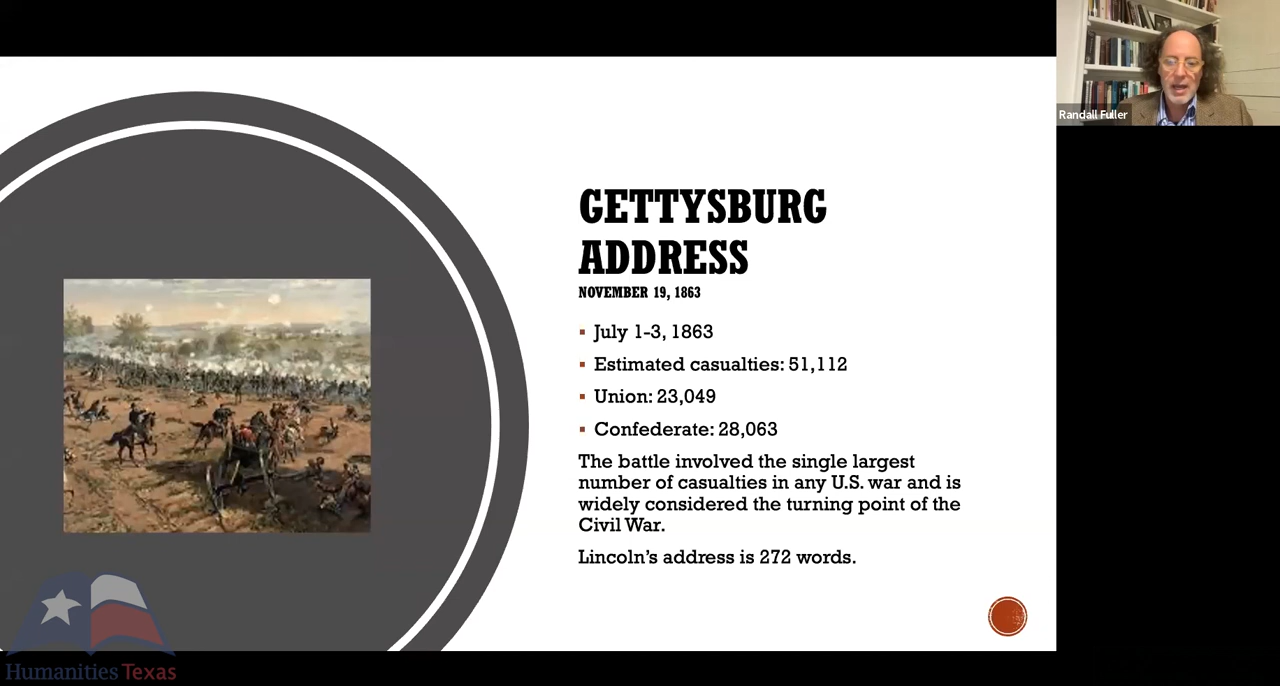 Randall Fuller
GETTYSBURG
ADDRESS
NOVEMBER 19, 1863
▪ July 1-3, 1863
▪ Estimated casualties: 51,112
▪ Union: 23,049
▪ Confederate: 28,063
The battle involved the single largest
number of casualties in any U.S. war and is
widely considered the turning point of the
Civil War.
Lincoln's address is 272 words.
Humanities Texas